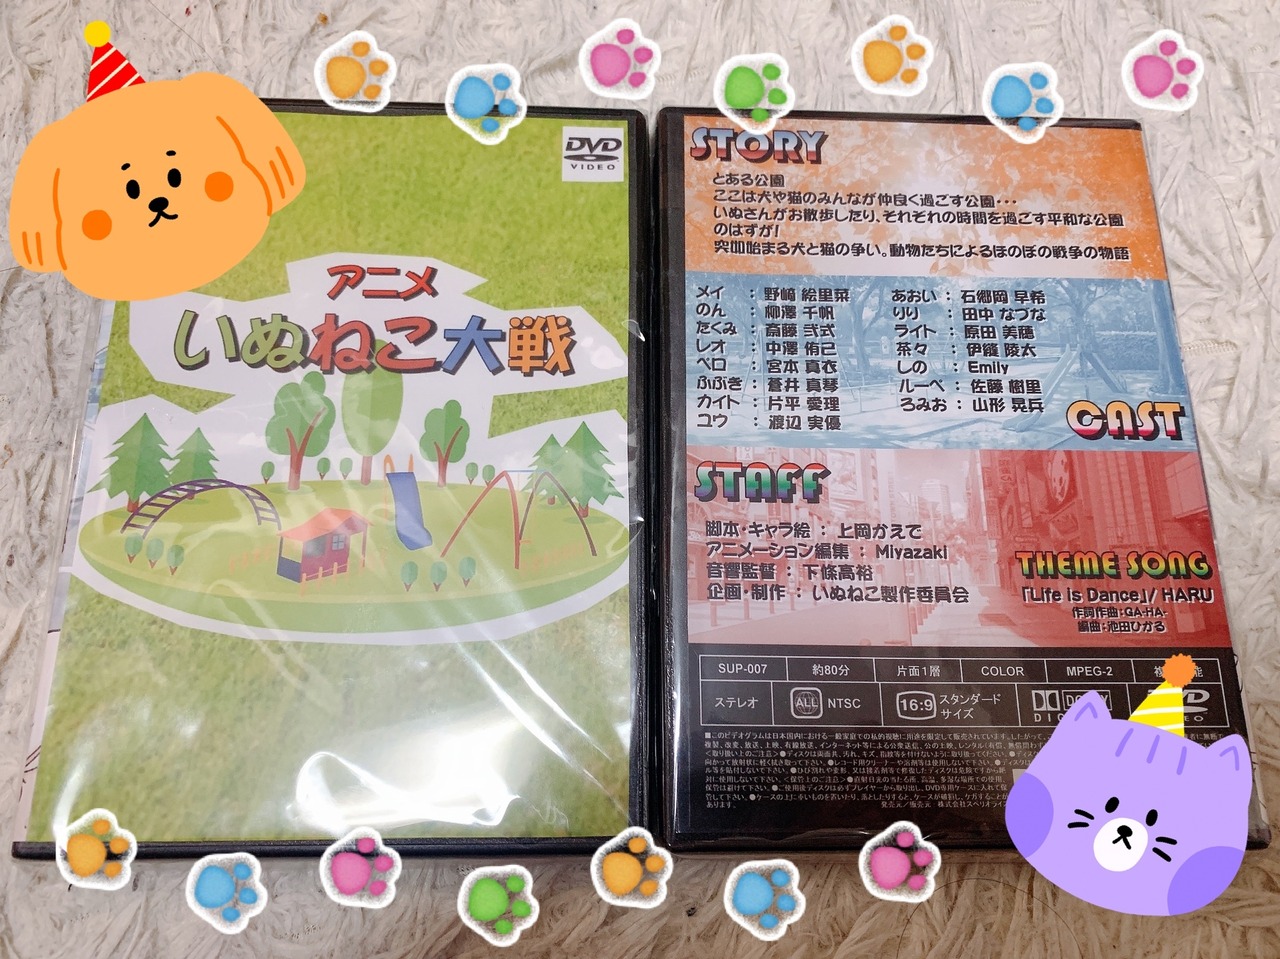 DVD
VIDEO
アニメ
いぬねこ大戦
STORY
とある公園
ここは犬や猫のみんなが仲良く過ごす公園・・・
いぬさんがお散歩したり、それぞれの時間を過ごす平和な公園
のはずが!
突如始まる犬と猫の争い。動物たちによるほのぼの戦争の物語
メイ : 野﨑 絵里菜
のん : 柳澤 千帆
たくみ : 斎藤 弐式
レオ : 中澤 侑己
ペロ : 宮本 真衣
ふぶき : 蒼井 真琴
カイト : 片平 愛理
ユウ : 渡辺 実優
あおい : 石郷岡 早希
りり : 田中 なづな
ライト : 原田 美穂
茶々 : 伊縫 陵太
しの : Emily
ルーペ : 佐藤 樹里
ろみお : 山形 晃兵
CAST
STAFF
脚本・キャラ絵 : 上岡かえで
アニメーション編集 : Miyazaki
音響監督 : 下條高裕
企画・制作 : いぬねこ製作委員会
THEME SONG
「Life is Dance」/ HARU
作詞作曲:GA-HA-
編曲:池田ひかる
SUP-007 約80分 片面1層 COLOR MPEG-2
ステレオ ALL NTSC 16:9 スタンダードサイズ